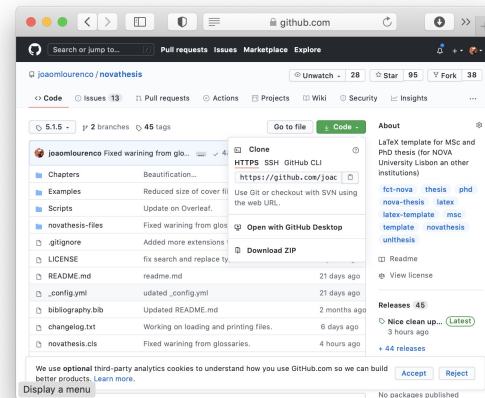 github.com
Search or jump to... / Pull requests Issues Marketplace Explore
joaomlourenco / novathesis Unwatch 28 Star 95 Fork 38
Code Issues 13 Pull requests Actions Projects Wiki Security Insights ...
5.1.5 2 branches 45 tags Go to file Code
joaomlourenco Fixed warining from glo... ...
Chapters Beautification...
Examples Reduced size of cover fi
Scripts Update on Overleaf.
novathesis-files Fixed warining from glos
.gitignore Added more extensions
LICENSE fix search and replace ty
README.md readme.md 21 days ago
_config.yml udated _config.yml 21 days ago
bibliography.bib Updated README.md 2 months ago
changelog.txt Working on loading and printing files. 6 days ago
novathesis.cls Fixed warining from glossaries. 4 hours ago
Clone
HTTPS SSH GitHub CLI
https://github.com/joac
Use Git or checkout with SVN using
the web URL.
Open with GitHub Desktop
Download ZIP
About
LaTeX template for MSc and
PhD thesis (for NOVA
University Lisbon an other
institutions)
fct-nova thesis phd
nova-thesis latex
latex-template msc
template novathesis
unlthesis
Readme
View license
Releases 45
Nice clean up... Latest
3 hours ago
+ 44 releases
We use optional third-party analytics cookies to understand how you use GitHub.com so we can build
better products. Learn more.
Accept Reject
Display a menu
No packages published